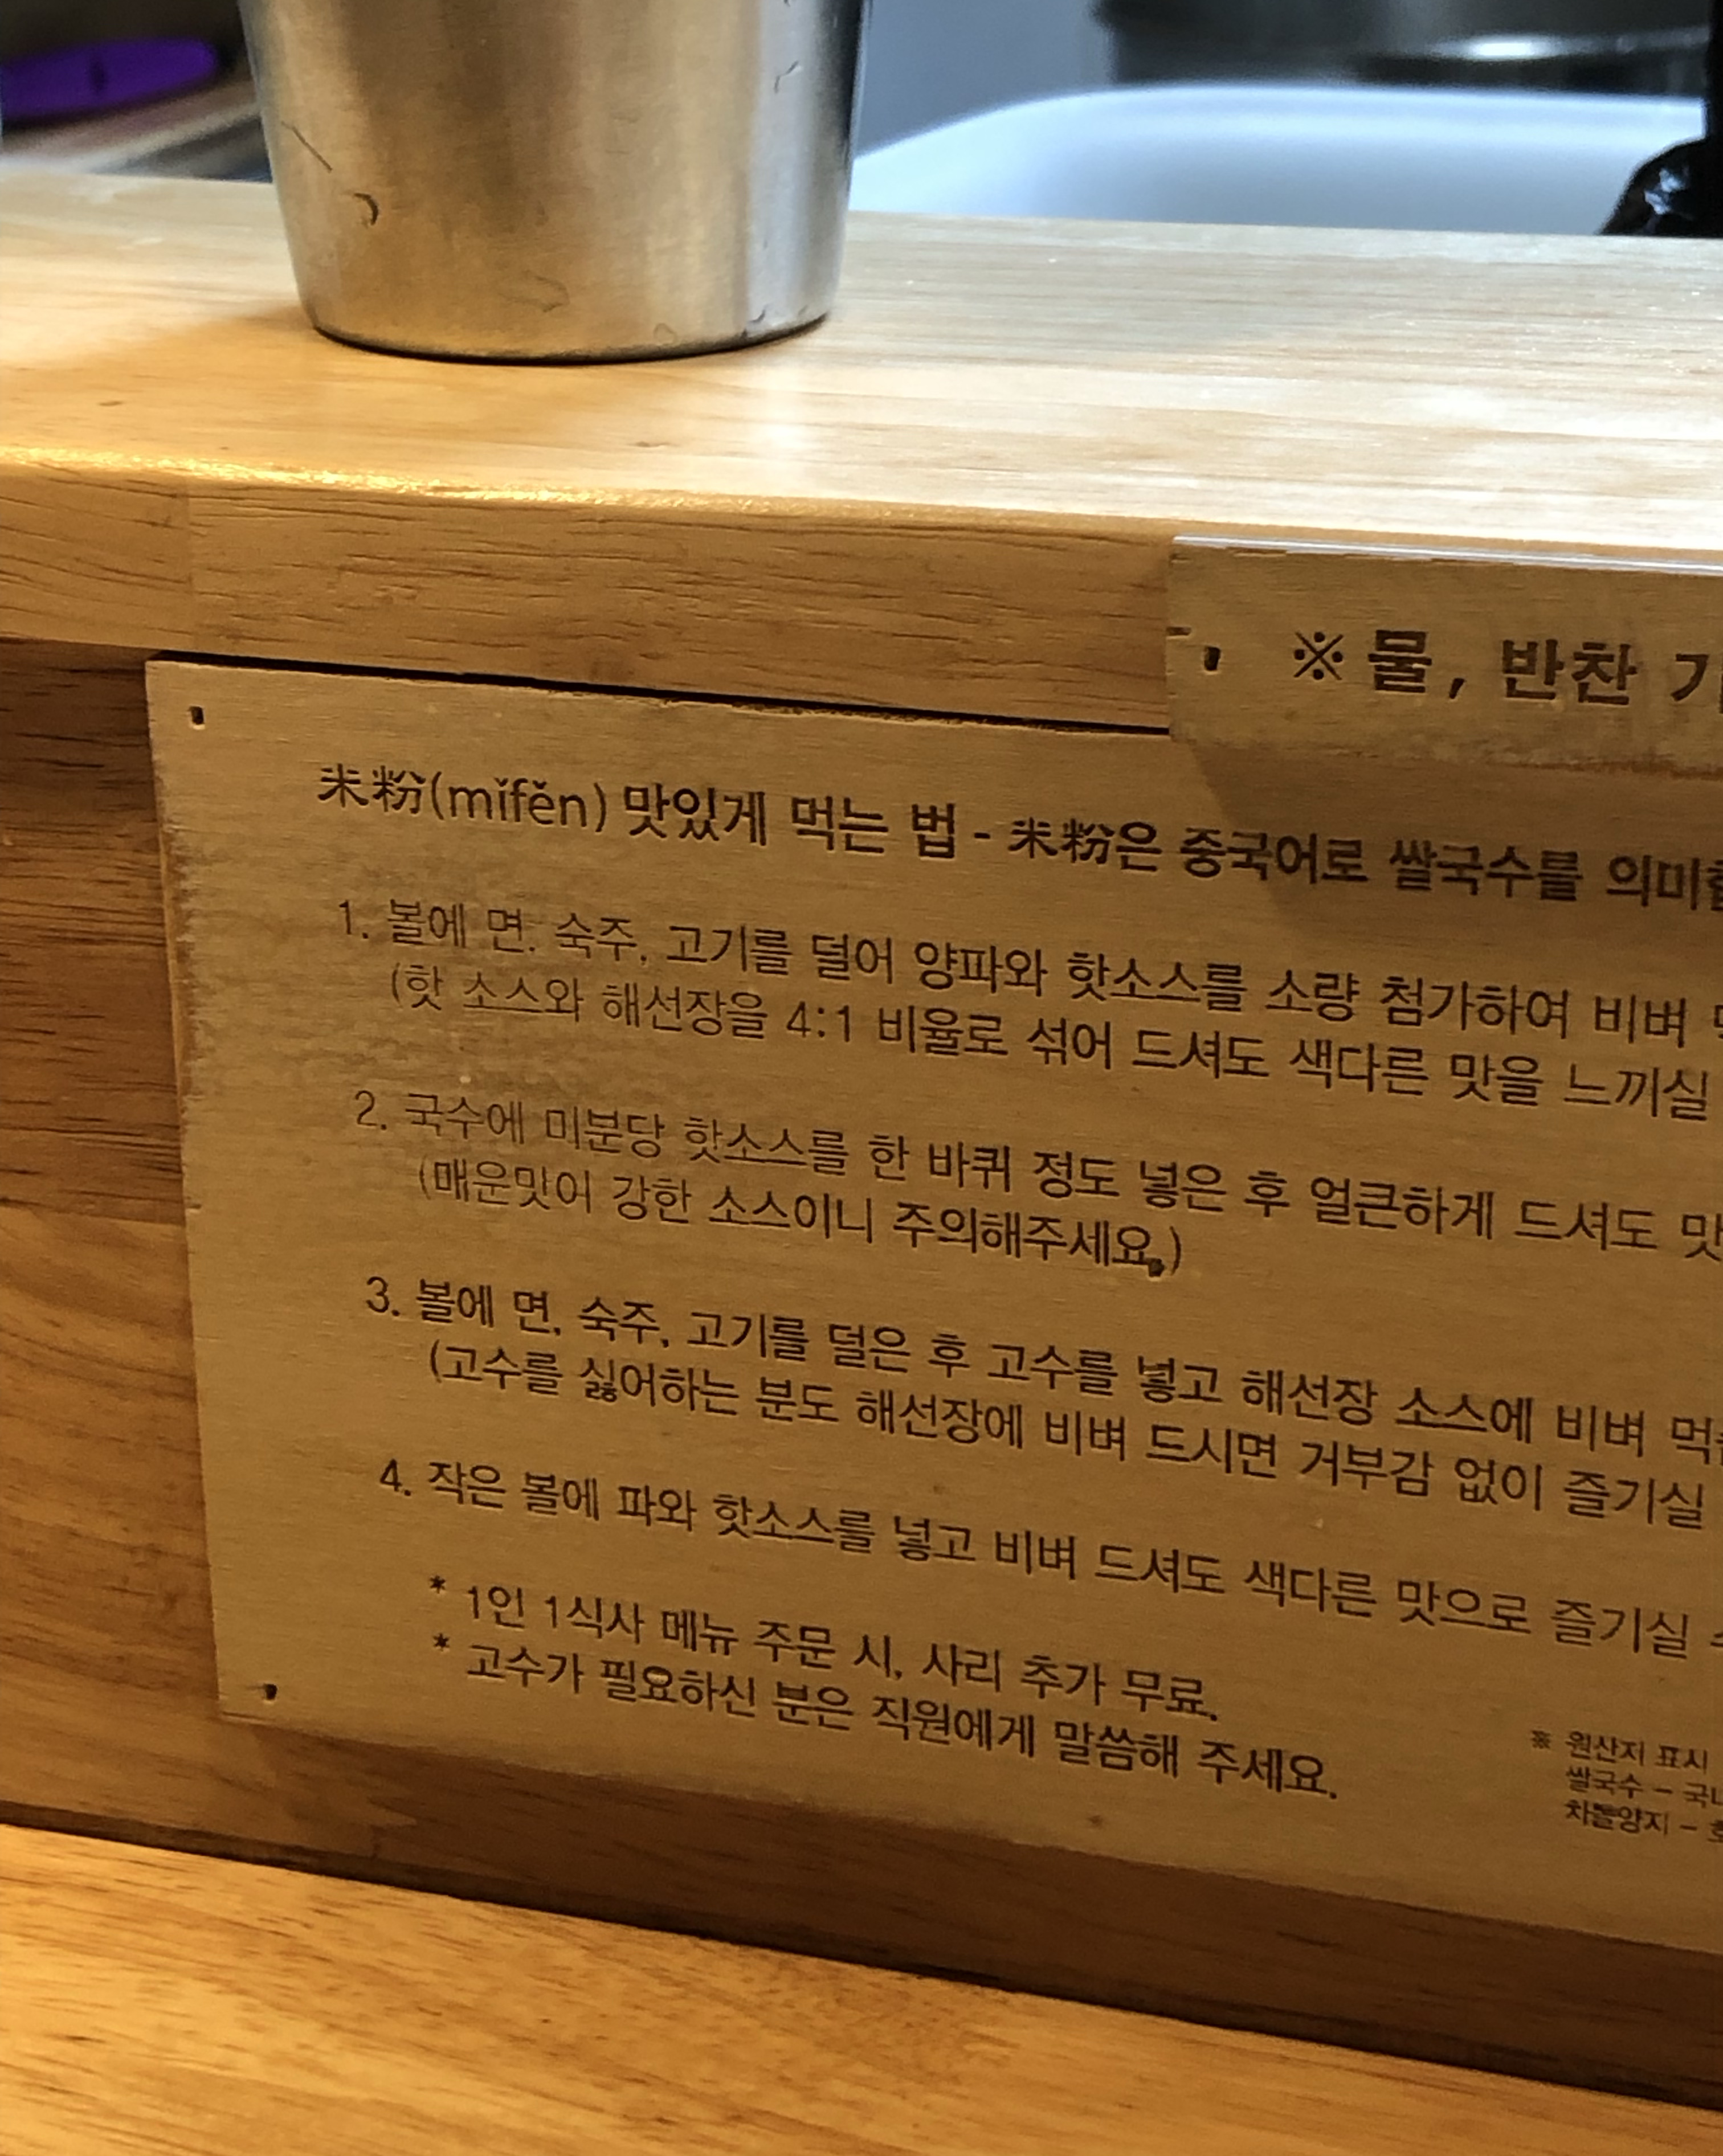 ※ 물, 반찬
米粉(mǐfěn) 맛있게 먹는 법 - 米粉은 중국어로 쌀국수를
1. 볼에 면, 숙주, 고기를 덜어 양파와 핫소스를 소량 첨가하여 비벼
(핫 소스와 해선장을 4:1 비율로 섞어 드셔도 색다른 맛을 느끼실
2. 국수에 미분당 핫소스를 한 바퀴 정도 넣은 후 얼큰하게 드셔도
(매운맛이 강한 소스이니 주의해주세요.)
3. 볼에 면, 숙주, 고기를 덜은 후 고수를 넣고 해선장 소스에 비벼
(고수를 싫어하는 분도 해선장에 비벼 드시면 거부감 없이 즐기실
4. 작은 볼에 파와 핫소스를 넣고 비벼 드셔도 색다른 맛으로 즐기실
* 1인 1식사 메뉴 주문 시, 사리 추가 무료.
* 고수가 필요하신 분은 직원에게 말씀해 주세요.
※ 원산지 표시
쌀국수 -
차돌양지 -